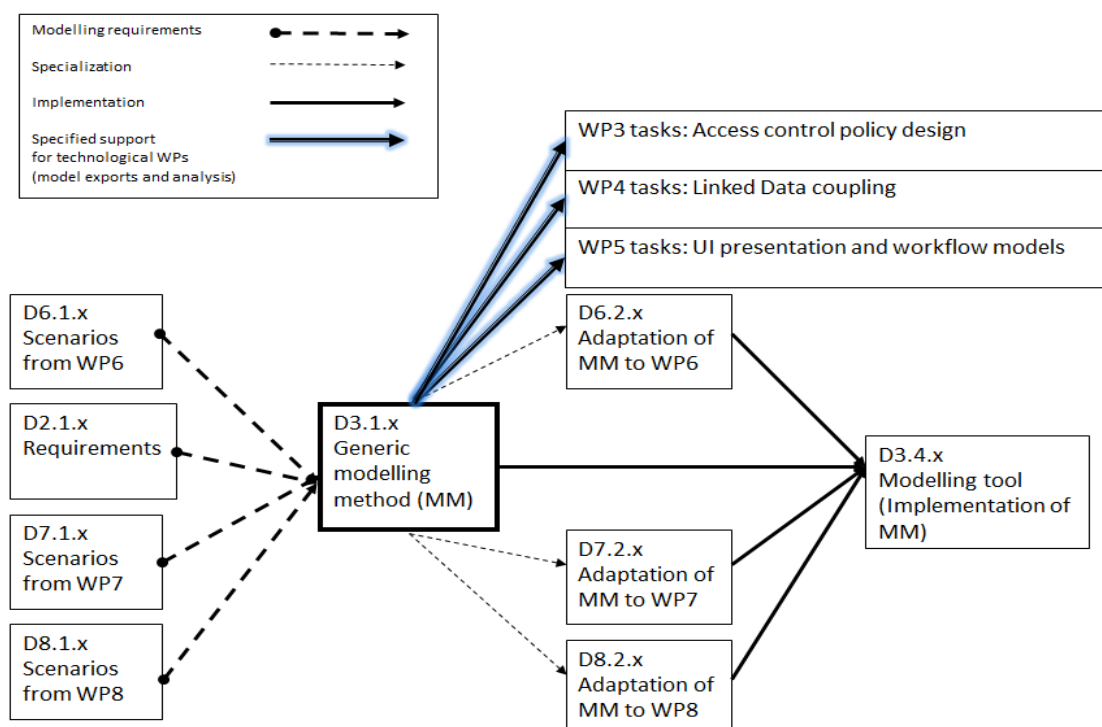 Modelling requirements
Specialization
Implementation
Specified support
for technological WPs
(model exports and analysis)
WP3 tasks: Access control policy design
WP4 tasks: Linked Data coupling
WP5 tasks: UI presentation and workflow models
D6.1.x
Scenarios
from WP6
D2.1.x
Requirements
D7.1.x
Scenarios
from WP7
D8.1.x
Scenarios
from WP8
D3.1.x
Generic
modelling
method (MM)
D6.2.x
Adaptation of
MM to WP6
D7.2.x
Adaptation of
MM to WP7
D8.2.x
Adaptation of
MM to WP8
D3.4.x
Modelling tool
(Implementation of
MM)